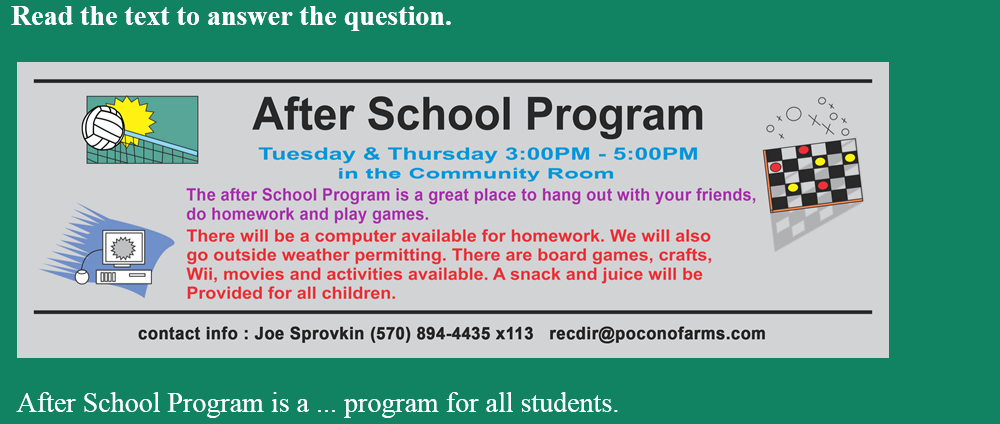 Read the text to answer the question.
After School Program
Tuesday & Thursday 3:00PM - 5:00PM
in the Community Room
The after School Program is a great place to hang out with your friends,
do homework and play games.
There will be a computer available for homework. We will also
go outside weather permitting. There are board games, crafts,
Wii, movies and activities available. A snack and juice will be
Provided for all children.
contact info : Joe Sprovkin (570) 894-4435 x113 recdir@poconofarms.com
After School Program is a ... program for all students.